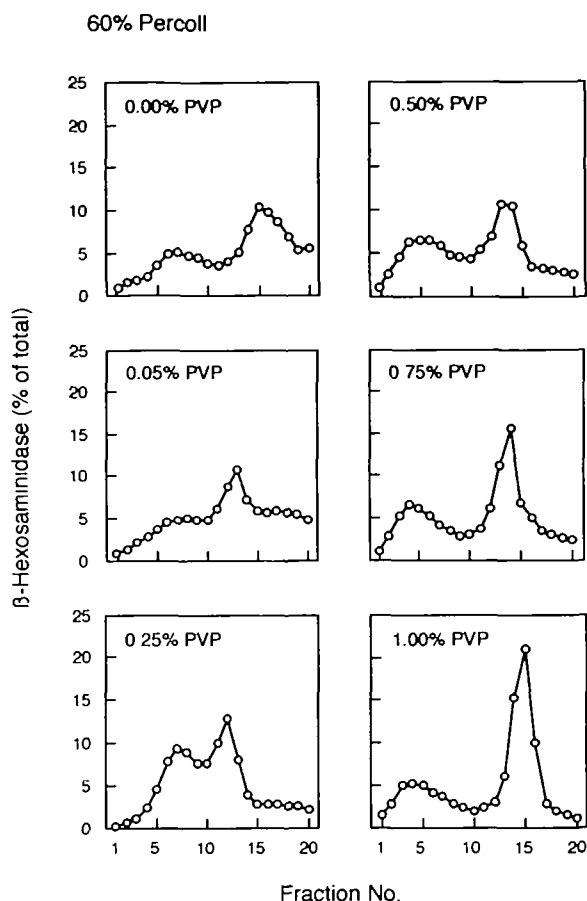 60% Percoll
0.00% PVP
25
20
15
10
5
0
0.50% PVP
0.05% PVP
25
20
15
10
5
0
0 75% PVP
0 25% PVP
25
20
15
10
5
0
1 5 10 15 20
1.00% PVP
1 5 10 15 20
ß-Hexosaminidase (% of total)
Fraction No.